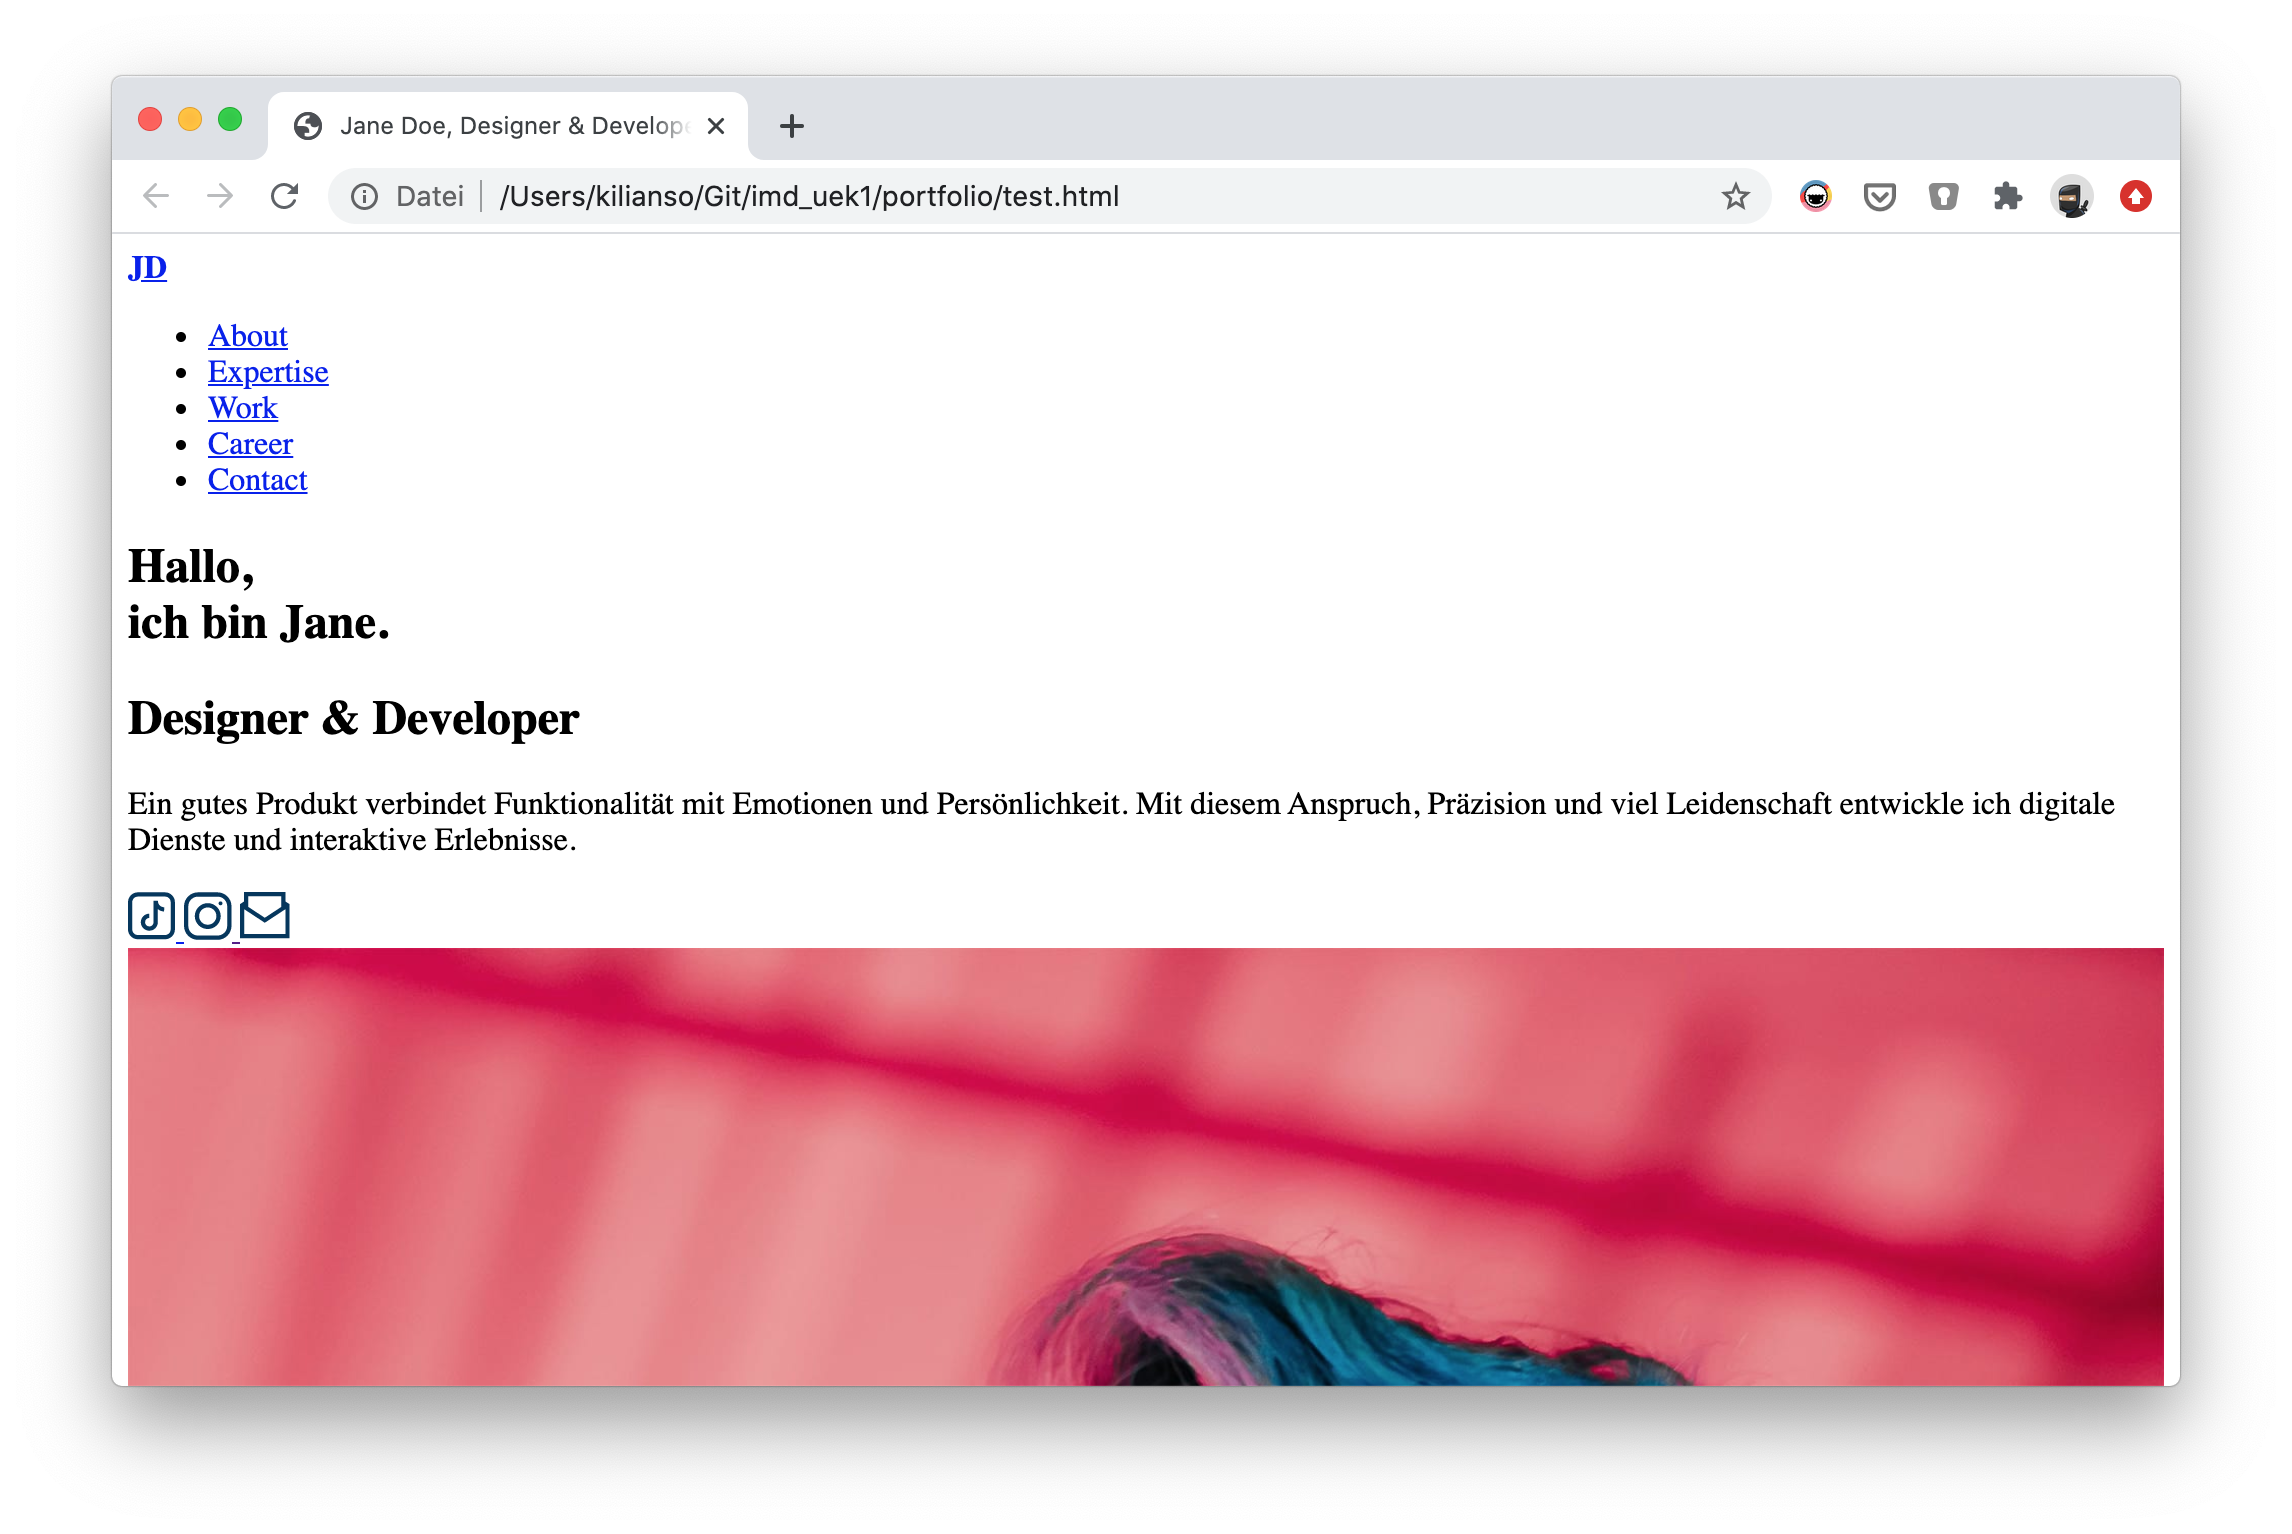 Jane Doe, Designer & Develope
Datei
/Users/kilianso/Git/imd_uek1/portfolio/test.html
JD
About
Expertise
Work
Career
Contact
Hallo,
ich bin Jane.
Designer & Developer
Ein gutes Produkt verbindet Funktionalität mit Emotionen und Persönlichkeit. Mit diesem Anspruch, Präzision und viel Leidenschaft entwickle ich digitale
Dienste und interaktive Erlebnisse.